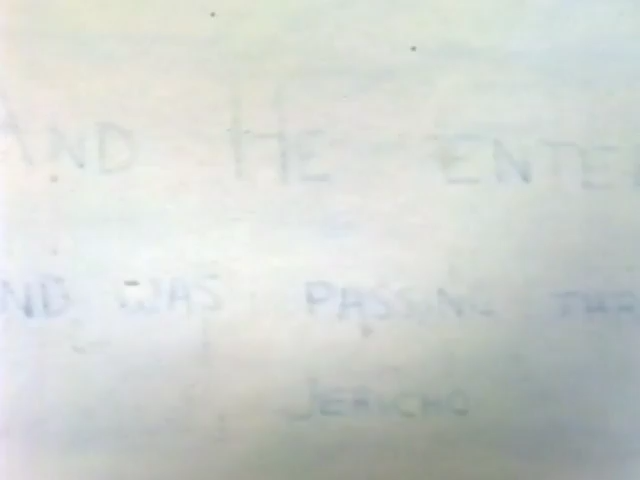 AND HE ENTE
ND WAS PASSING THR
JERICHO